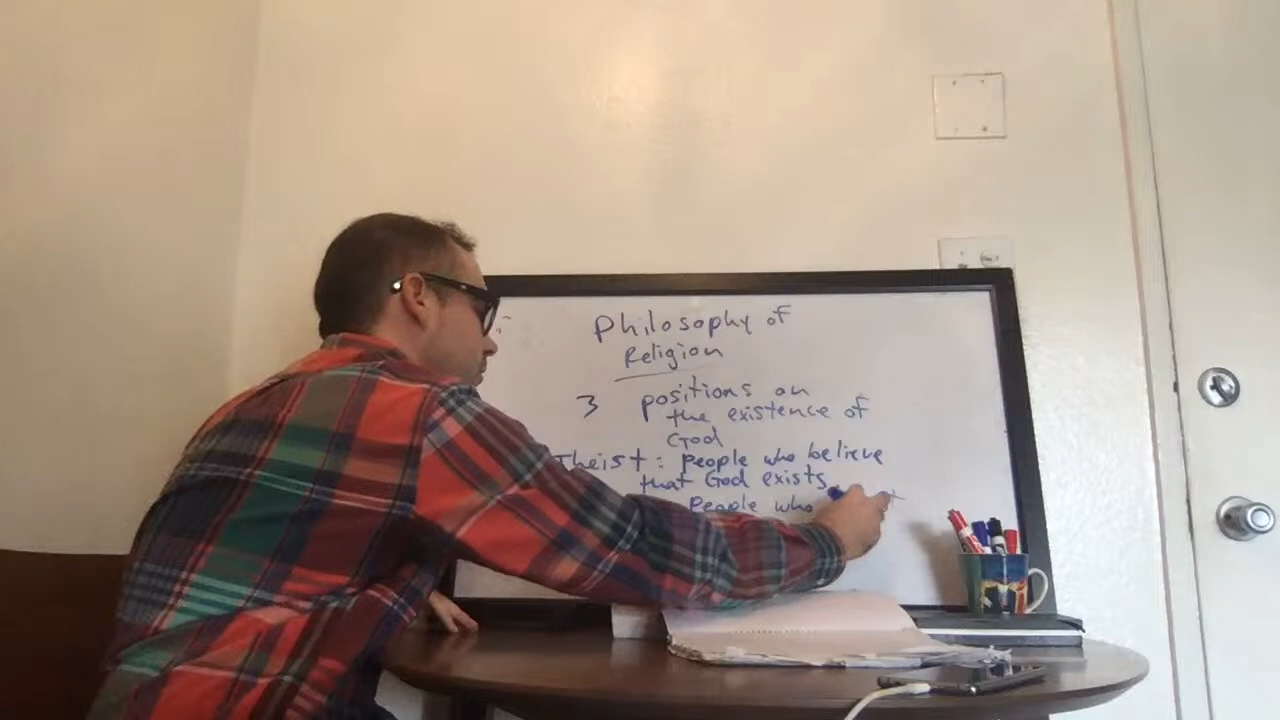 Philosophy of
Religion
3 positions on
the existence of
God
Theist: people who believe
that God exists.
People who